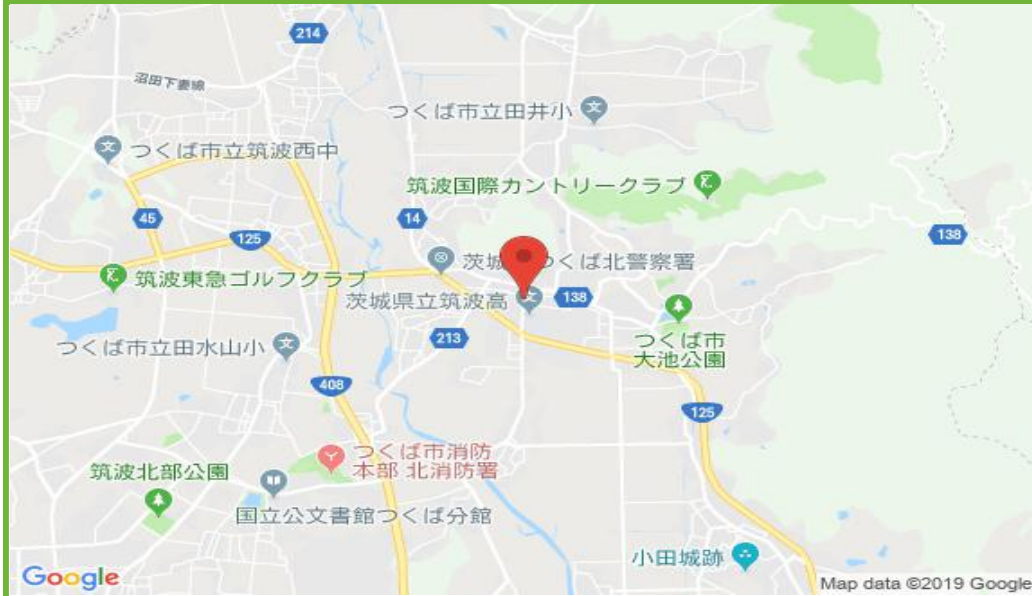 214
沼田下妻線
つくば市立田井小
つくば市立筑波西中
筑波国際カントリークラブ
45
14
125
138
茨城
つくば北警察署
筑波東急ゴルフクラブ
茨城県立筑波高
138
213
つくば市
大池公園
つくば市立田水山小
408
125
つくば市消防
本部 北消防署
筑波北部公園
国立公文書館つくば分館
小田城跡
Google
Map data ©2019 Google